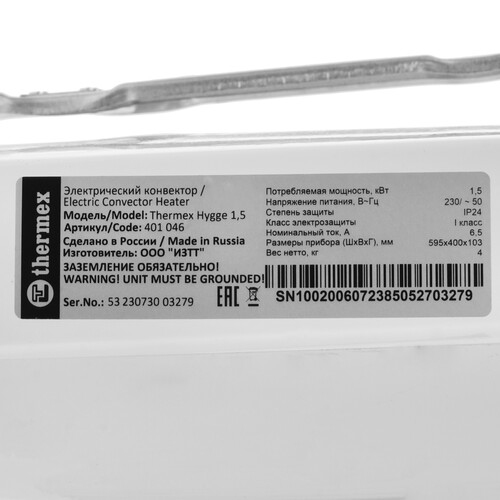 thermex
Электрический конвектор /
Electric Convector Heater
Модель/Model: Thermex Hygge 1,5
Артикул/Code: 401 046
Сделано в России / Made in Russia
Изготовитель: ООО "ИЗТТ"
ЗАЗЕМЛЕНИЕ ОБЯЗАТЕЛЬНО!
WARNING! UNIT MUST BE GROUNDED!
Ser.No.: 53 230730 03279
EAC
Потребляемая мощность, кВт 1,5
Напряжение питания, В~Гц 230/ ~ 50
Степень защиты IP24
Класс электрозащиты I класс
Номинальный ток, А 6,5
Размеры прибора (ШхВхГ), мм 595x400x103
Вес нетто, кг 4
SN1002006072385052703279